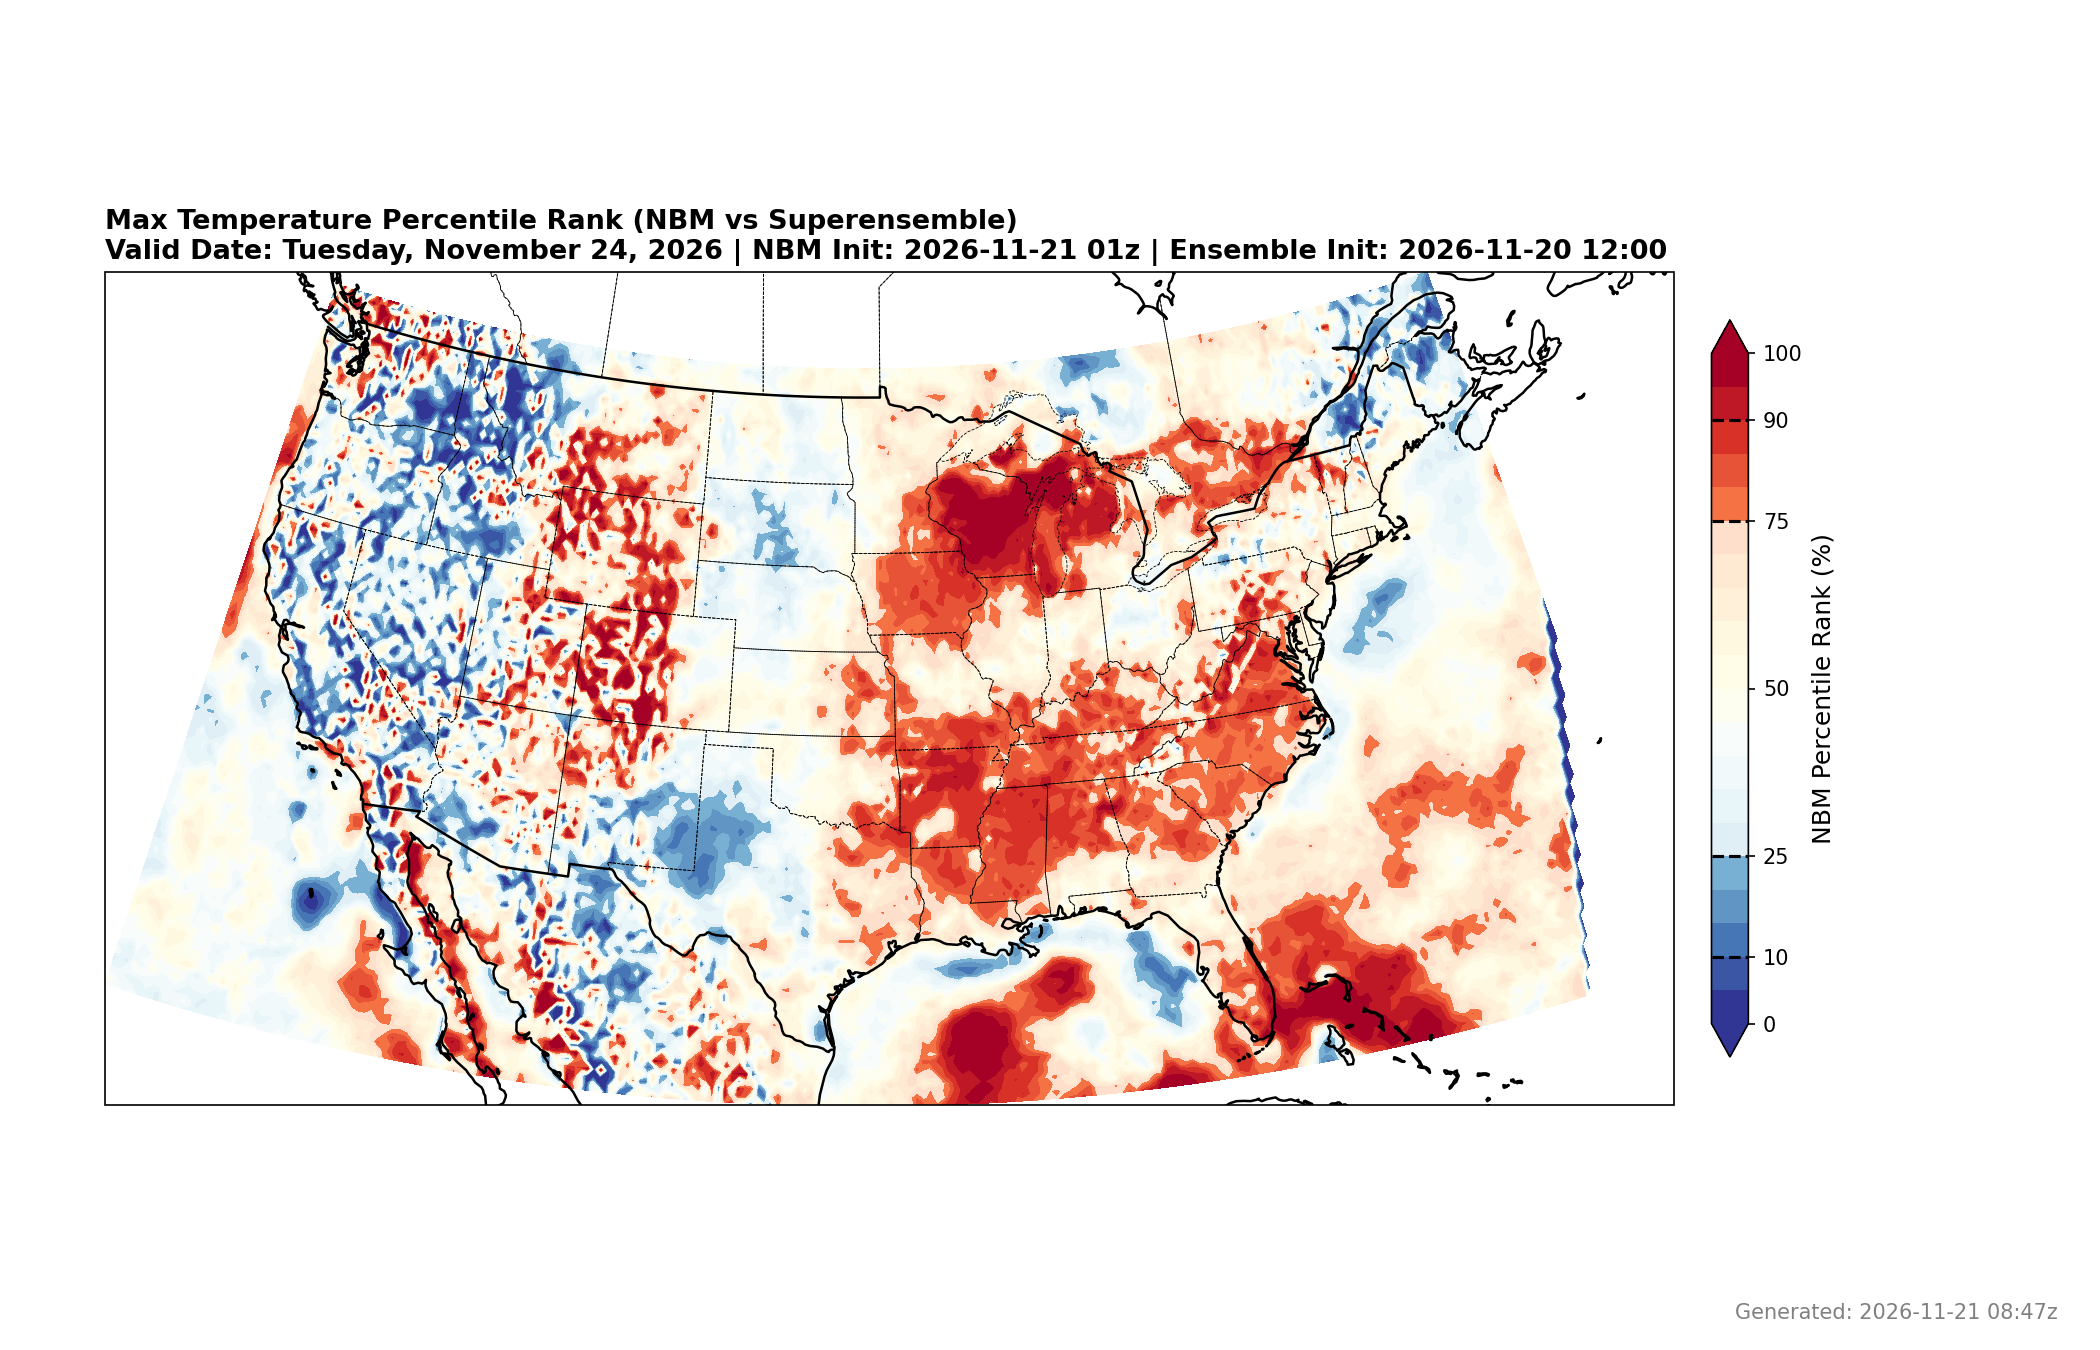 Max Temperature Percentile Rank (NBM vs Superensemble)
Valid Date: Tuesday, November 24, 2026 | NBM Init: 2026-11-21 01z | Ensemble Init: 2026-11-20 12:00
100
90
75
50
25
10
0
NBM Percentile Rank (%)
Generated: 2026-11-21 08:47z